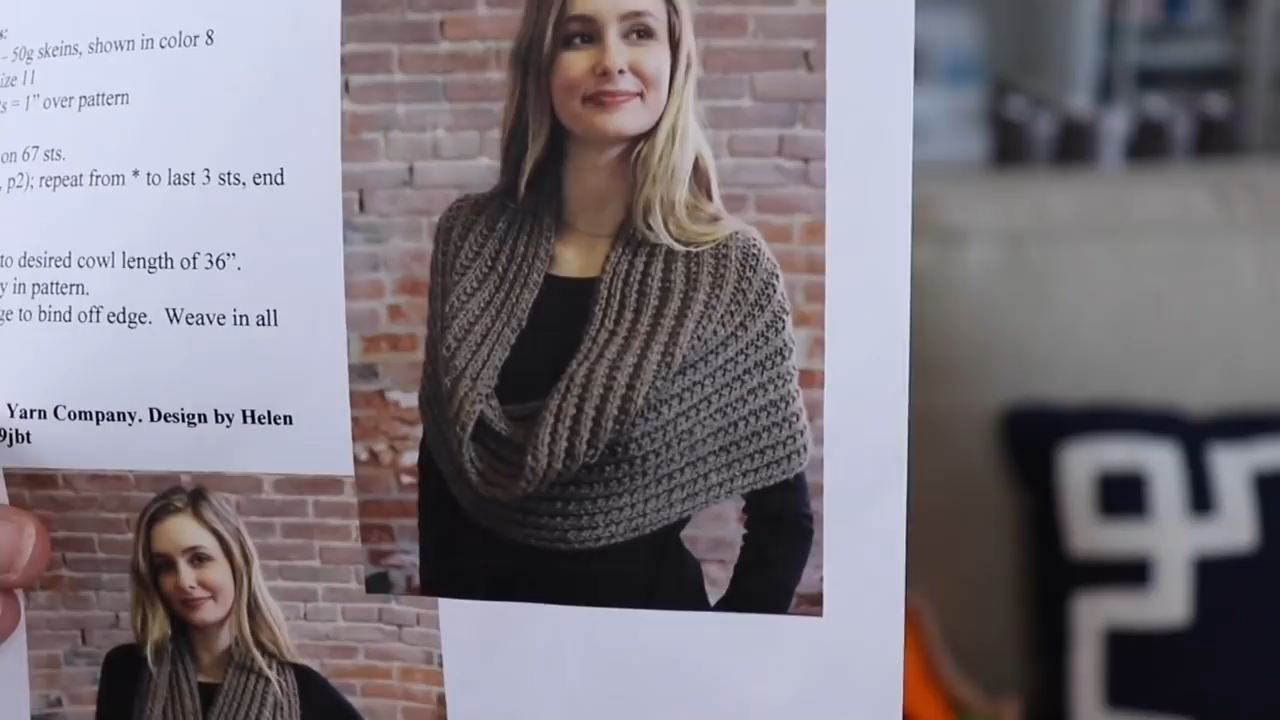 s:
– 50g skeins, shown in color 8
ize 11
s = 1” over pattern
on 67 sts.
, p2); repeat from * to last 3 sts, end
to desired cowl length of 36”.
y in pattern.
ge to bind off edge.  Weave in all
Yarn Company. Design by Helen
9jbt